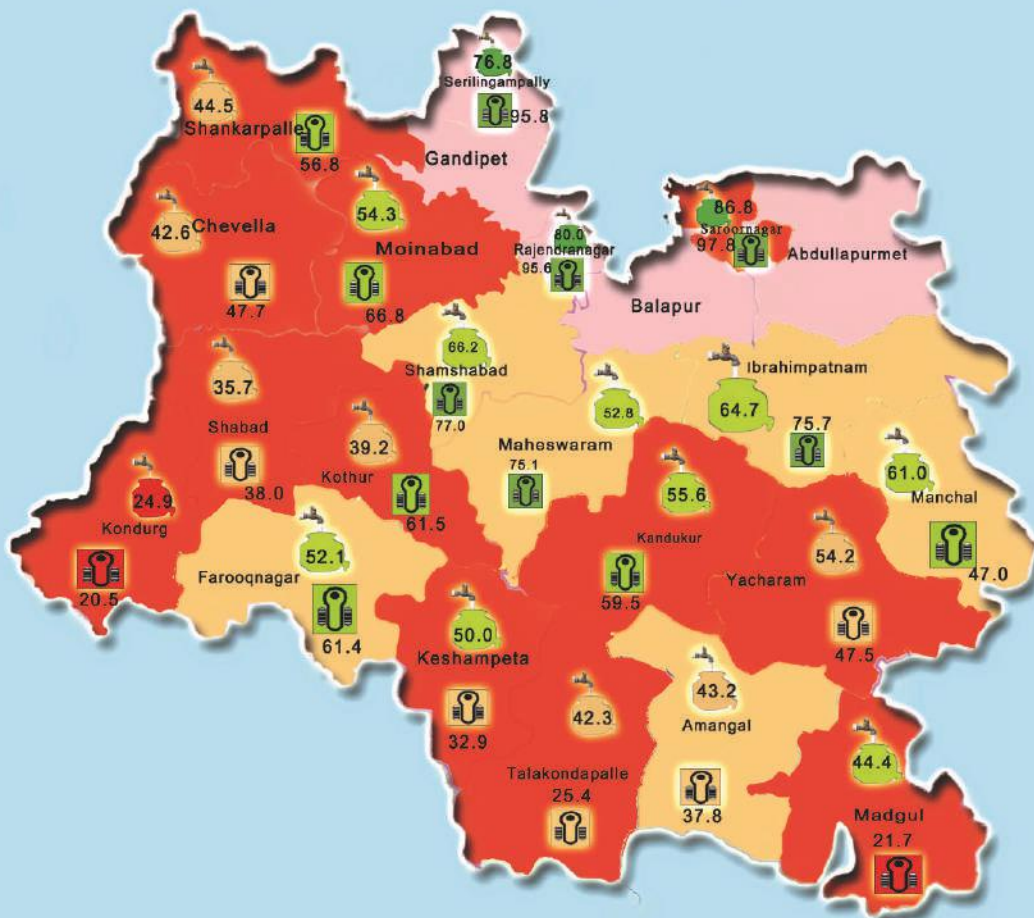 76.8
Serilingampally
95.8
44.5
Shankarpalle
56.8
Gandipet
54.3
42.6
Chevella
Moinabad
47.7
66.8
80.0
Rajendranagar
95.6
86.8
Saroornagar
97.8
Abdullapurmet
Balapur
66.2
Shamshabad
77.0
35.7
Shabad
38.0
39.2
Kothur
61.5
52.8
Maheswaram
75.1
64.7
Ibrahimpatnam
75.7
61.0
Manchal
47.0
24.9
Kondurg
20.5
52.1
Farooqnagar
61.4
55.6
Kandukur
59.5
54.2
Yacharam
47.5
50.0
Keshampeta
32.9
42.3
Talakondapalle
25.4
43.2
Amangal
37.8
44.4
Madgul
21.7